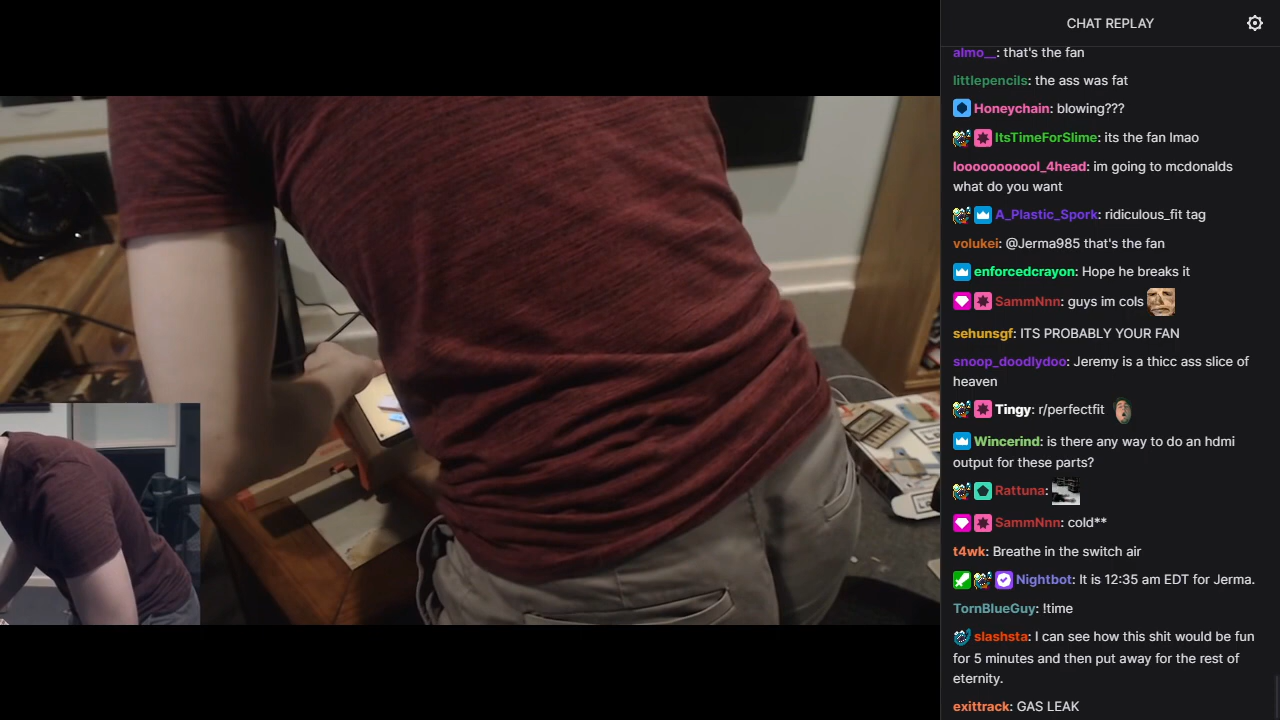 CHAT REPLAY
almo__: that's the fan
littlepencils: the ass was fat
Honeychain: blowing???
ItsTimeForSlime: its the fan lmao
looooooooool_4head: im going to mcdonalds
what do you want
A_Plastic_Spork: ridiculous_fit tag
volukei: @Jerma985 that's the fan
enforcedcrayon: Hope he breaks it
SammNnn: guys im cols
sehunsgf: ITS PROBABLY YOUR FAN
snoop_doodlydoo: Jeremy is a thicc ass slice of
heaven
Tingy: r/perfectfit
Wincerind: is there any way to do an hdmi
output for these parts?
Rattuna:
SammNnn: cold**
t4wk: Breathe in the switch air
Nightbot: It is 12:35 am EDT for Jerma.
TornBlueGuy: !time
slashsta: I can see how this shit would be fun
for 5 minutes and then put away for the rest of
eternity.
exittrack: GAS LEAK